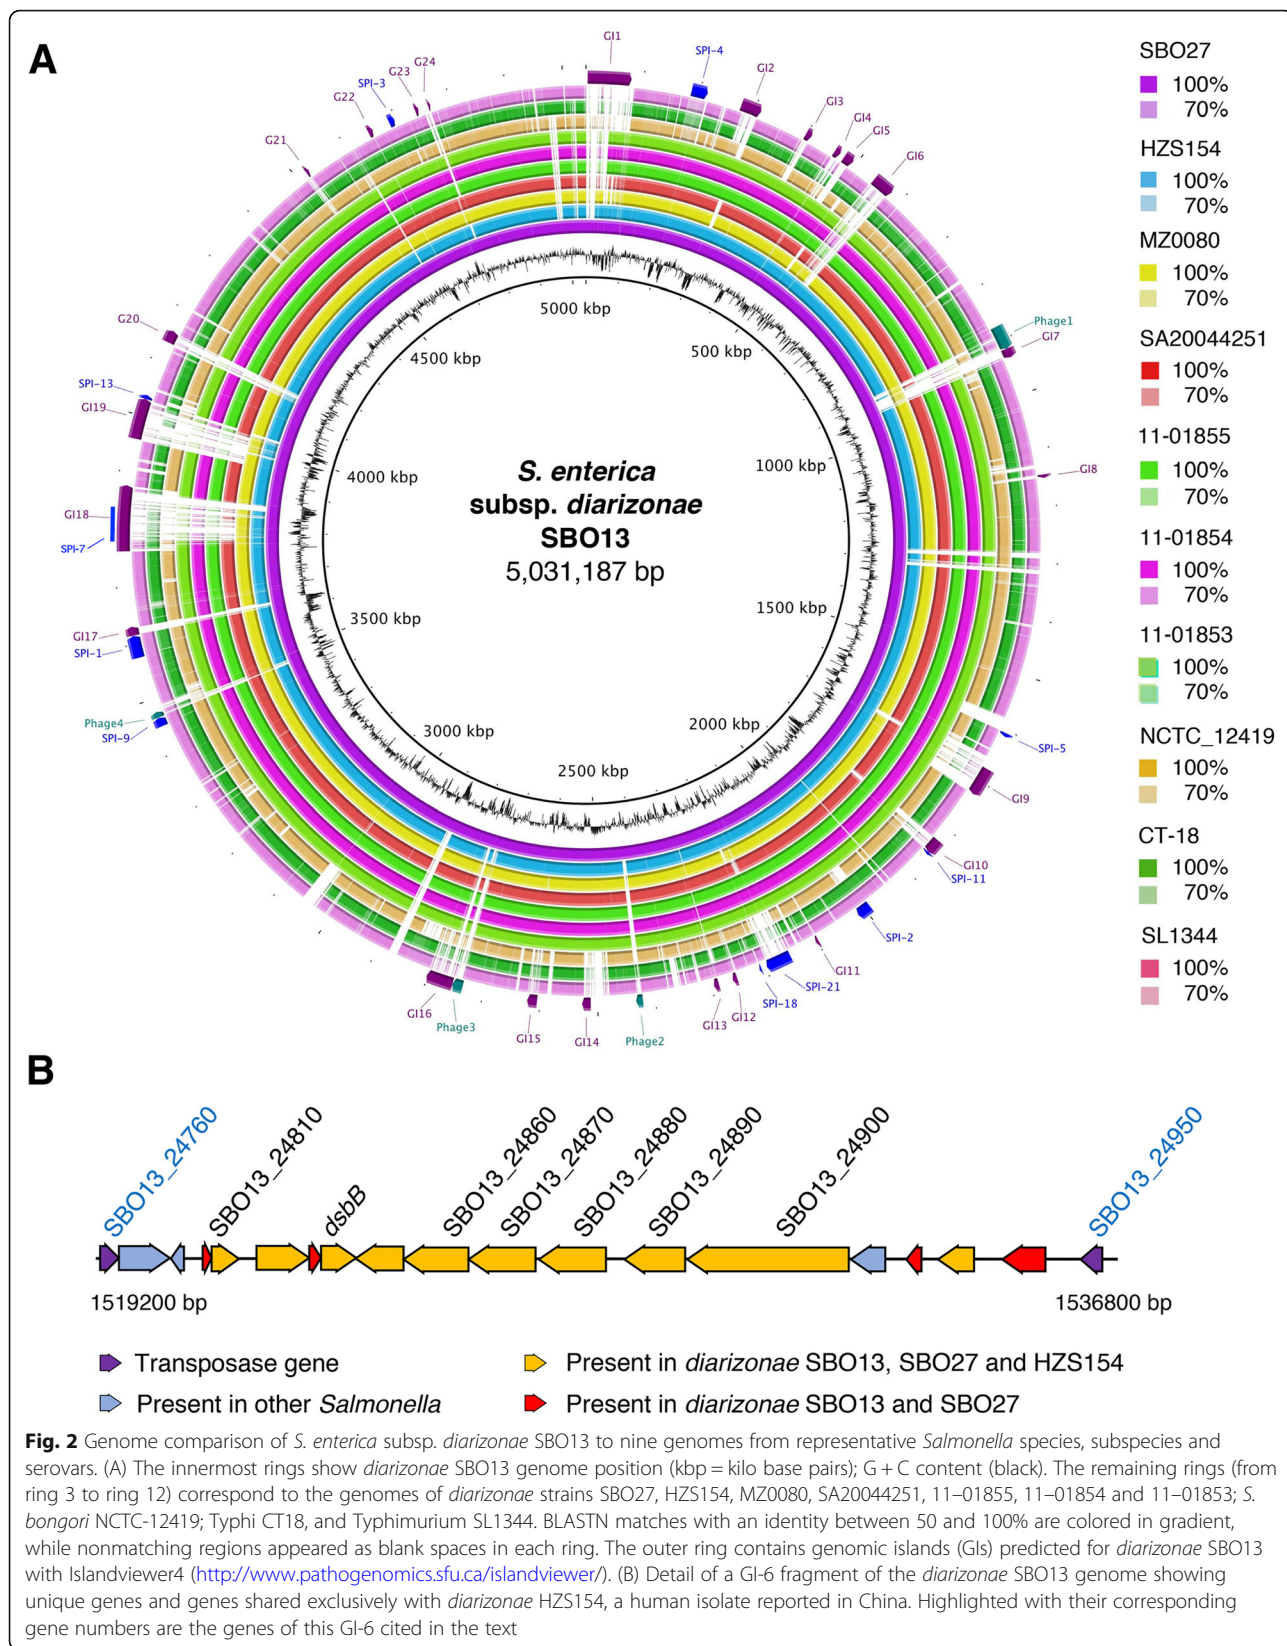 A
GI1
SPI-4
GI2
GI3
GI4
GI5
GI6
Phage1
GI7
GI8
SPI-5
GI9
GI10
SPI-11
SPI-2
GI11
SPI-21
SPI-18
GI12
GI13
Phage2
GI14
GI15
Phage3
GI16
SPI-9
Phage4
SPI-1
GI17
SPI-7
GI18
GI19
SPI-13
G20
G21
G22
SPI-3
G23
G24
5000 kbp
500 kbp
1000 kbp
1500 kbp
2000 kbp
2500 kbp
3000 kbp
3500 kbp
4000 kbp
4500 kbp
S. enterica
subsp. diarizonae
SBO13
5,031,187 bp
SBO27
100%
70%
HZS154
100%
70%
MZ0080
100%
70%
SA20044251
100%
70%
11-01855
100%
70%
11-01854
100%
70%
11-01853
100%
70%
NCTC_12419
100%
70%
CT-18
100%
70%
SL1344
100%
70%
B
SBO13_24760
SBO13_24810
dsbB
SBO13_24860
SBO13_24870
SBO13_24880
SBO13_24890
SBO13_24900
SBO13_24950
1519200 bp
1536800 bp
Transposase gene
Present in diarizonae SBO13, SBO27 and HZS154
Present in other Salmonella
Present in diarizonae SBO13 and SBO27
Fig. 2 Genome comparison of S. enterica subsp. diarizonae SBO13 to nine genomes from representative Salmonella species, subspecies and
serovars. (A) The innermost rings show diarizonae SBO13 genome position (kbp = kilo base pairs); G + C content (black). The remaining rings (from
ring 3 to ring 12) correspond to the genomes of diarizonae strains SBO27, HZS154, MZ0080, SA20044251, 11–01855, 11–01854 and 11–01853; S.
bongori NCTC-12419; Typhi CT18, and Typhimurium SL1344. BLASTN matches with an identity between 50 and 100% are colored in gradient,
while nonmatching regions appeared as blank spaces in each ring. The outer ring contains genomic islands (GIs) predicted for diarizonae SBO13
with Islandviewer4 (http://www.pathogenomics.sfu.ca/islandviewer/). (B) Detail of a GI-6 fragment of the diarizonae SBO13 genome showing
unique genes and genes shared exclusively with diarizonae HZS154, a human isolate reported in China. Highlighted with their corresponding
gene numbers are the genes of this GI-6 cited in the text